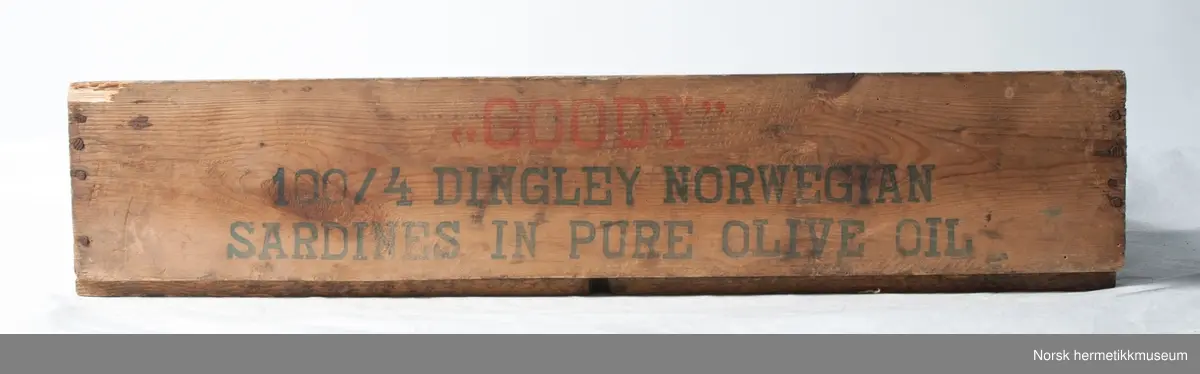 „GOODY”
100/4 DINGLEY NORWEGIAN
SARDINES IN PURE OLIVE OIL
Norsk hermetikkmuseum